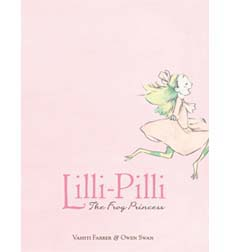 Lilli-Pilli
The Frog Princess
Vashti Farrer & Owen Swan